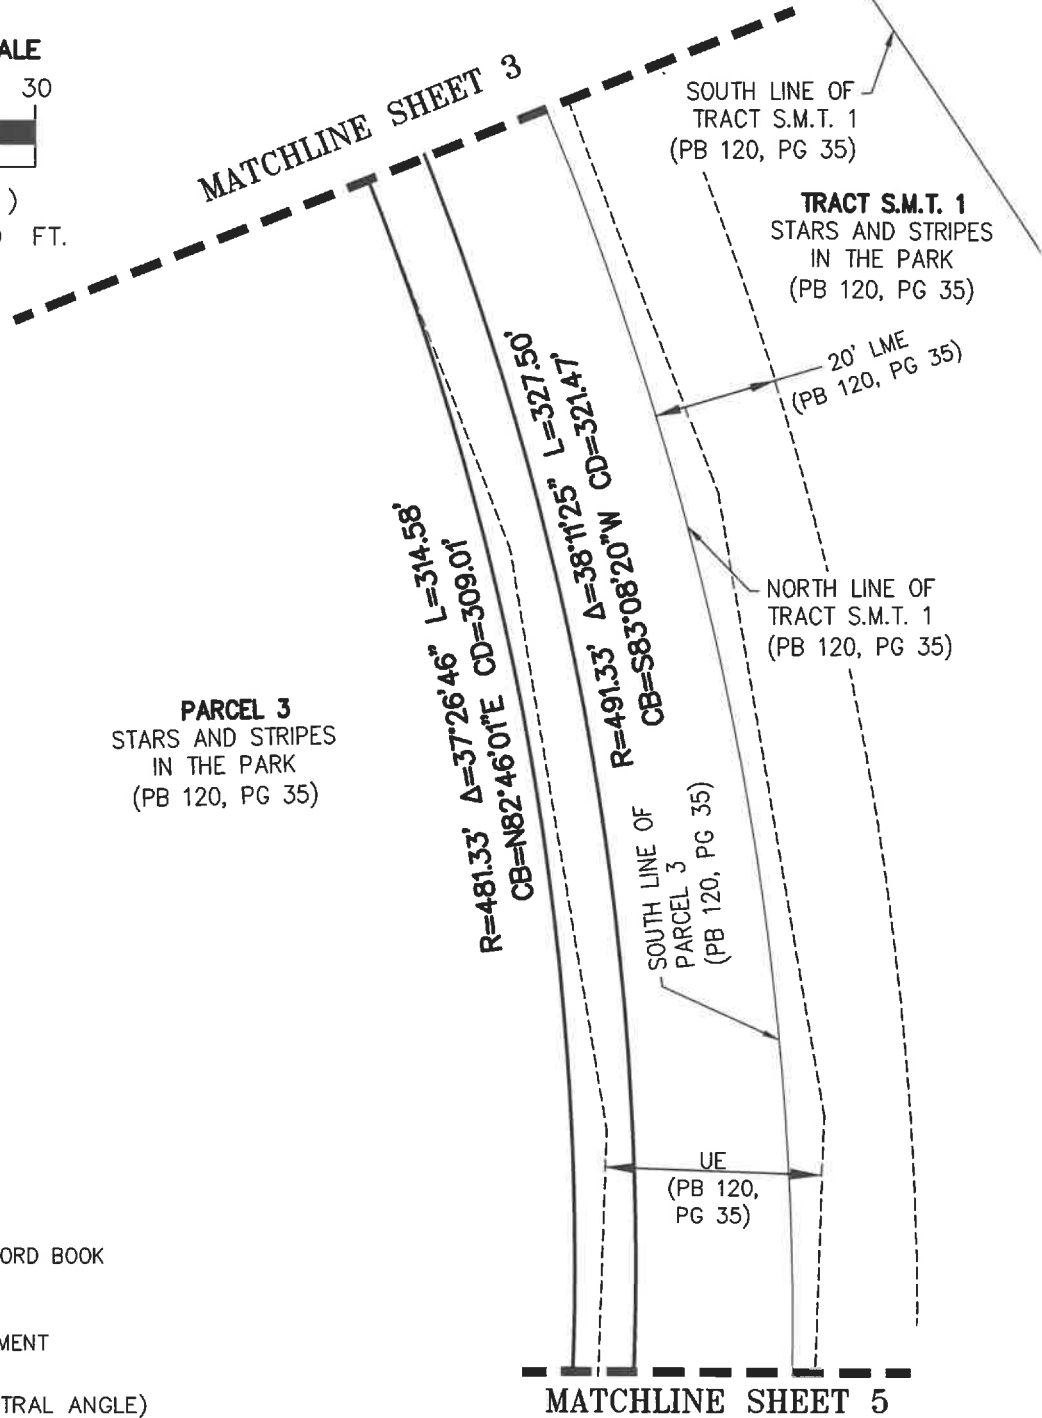 ALE
30
)
FT.
MATCHLINE SHEET 3
SOUTH LINE OF
TRACT S.M.T. 1
(PB 120, PG 35)
TRACT S.M.T. 1
STARS AND STRIPES
IN THE PARK
(PB 120, PG 35)
20' LME
(PB 120, PG 35)
R=491.33' Δ=38°11'25" L=327.50'
CB=S83°08'20"W CD=321.47'
R=481.33' Δ=37°26'46" L=314.58'
CB=N82°46'01"E CD=309.01'
NORTH LINE OF
TRACT S.M.T. 1
(PB 120, PG 35)
PARCEL 3
STARS AND STRIPES
IN THE PARK
(PB 120, PG 35)
SOUTH LINE OF
PARCEL 3
(PB 120, PG 35)
UE
(PB 120,
PG 35)
ORD BOOK
MENT
TRAL ANGLE)
MATCHLINE SHEET 5